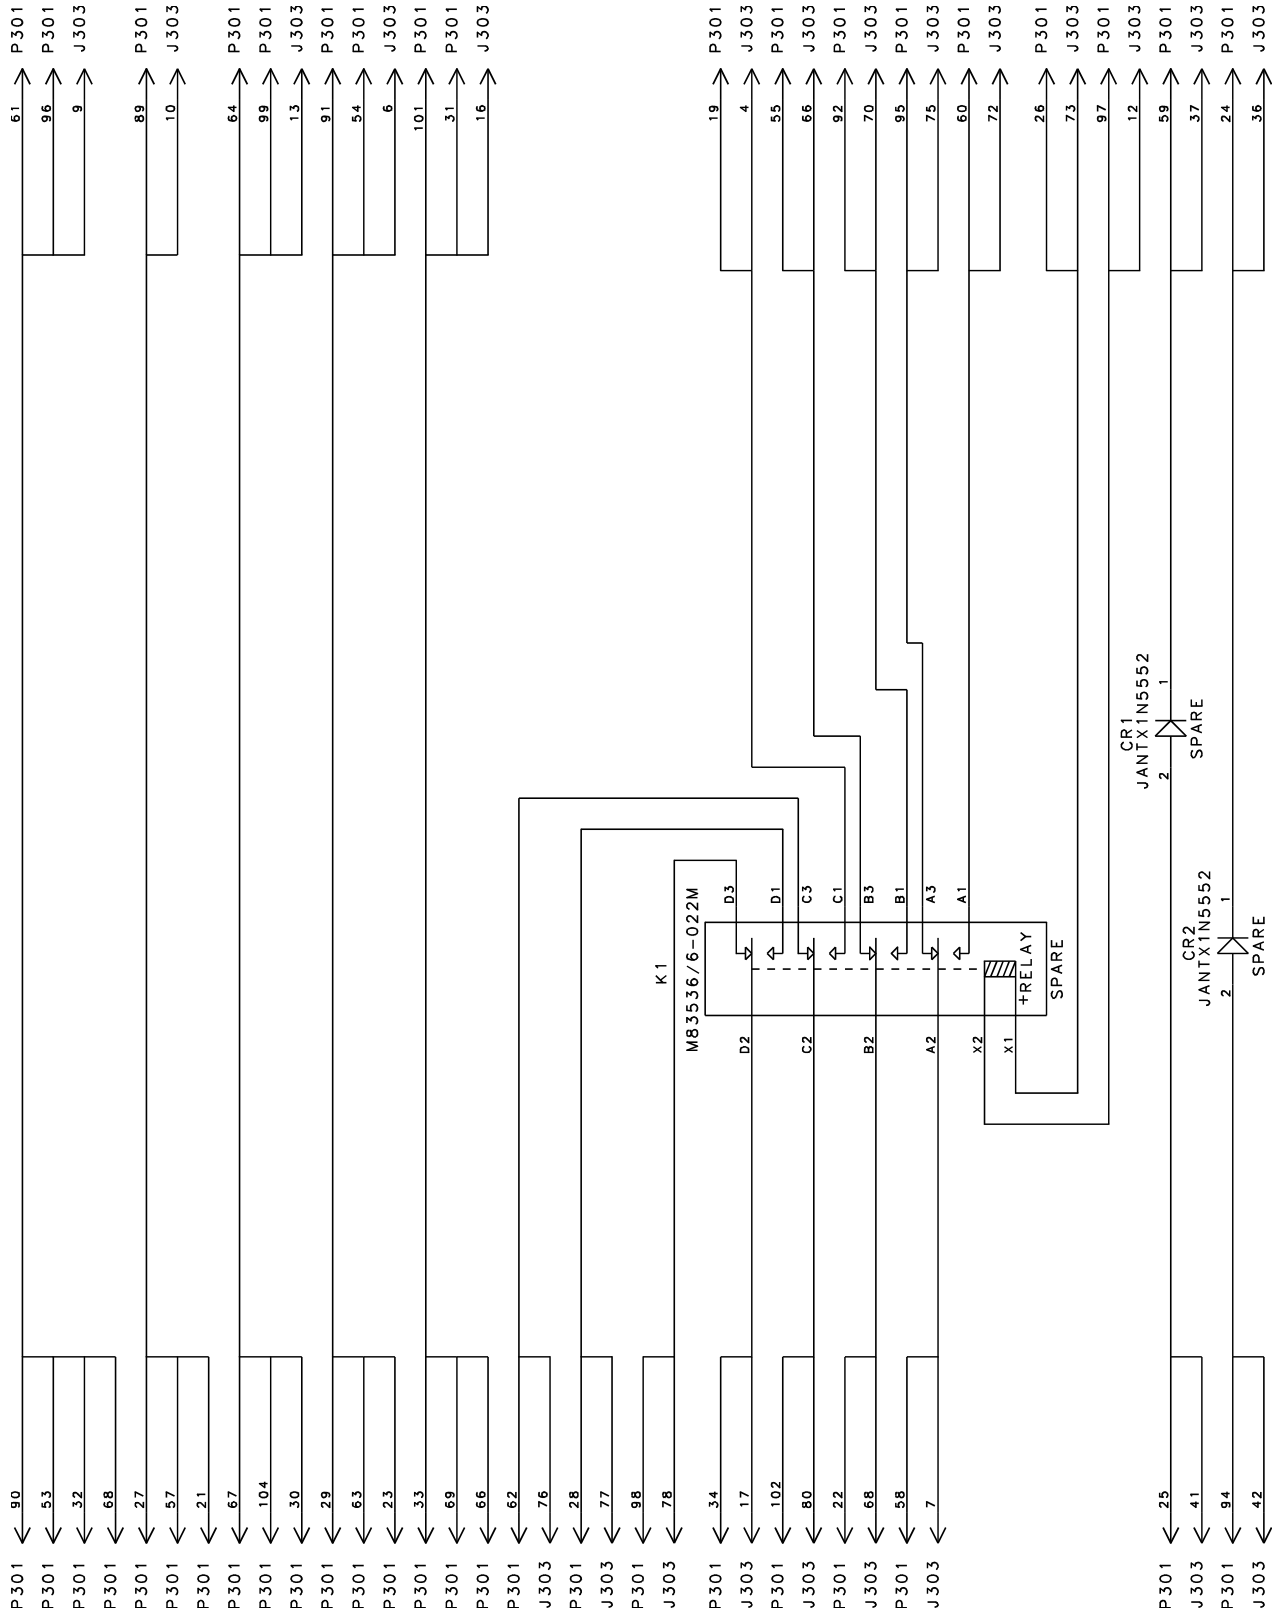 P301 61
P301 96
J303 9
P301 89
J303 10
P301 64
P301 99
J303 13
P301 91
P301 54
J303 6
P301 101
P301 31
J303 16
P301 19
J303 4
P301 55
J303 66
P301 92
J303 70
P301 95
J303 75
P301 60
J303 72
P301 26
J303 73
P301 97
J303 12
P301 59
J303 37
P301 24
J303 36
K1
M83536/6-022M
D3
D1
C3
C1
B3
B1
A3
A1
D2
C2
B2
A2
X2
X1
+RELAY
SPARE
CR1
JANTX1N5552
2 1
SPARE
CR2
JANTX1N5552
2 1
SPARE
P301 90
P301 53
P301 32
P301 68
P301 27
P301 57
P301 21
P301 67
P301 104
P301 30
P301 29
P301 63
P301 23
P301 33
P301 69
P301 66
P301 62
J303 76
P301 28
J303 77
P301 98
J303 78
P301 34
J303 17
P301 102
J303 80
P301 22
J303 68
P301 58
J303 7
P301 25
J303 41
P301 94
J303 42